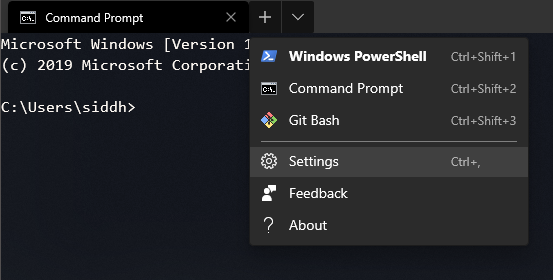 Command Prompt
Microsoft Windows [Version 1
(c) 2019 Microsoft Corporati
C:\Users\siddh>
Windows PowerShell Ctrl+Shift+1
Command Prompt Ctrl+Shift+2
Git Bash Ctrl+Shift+3
Settings Ctrl+,
Feedback
About